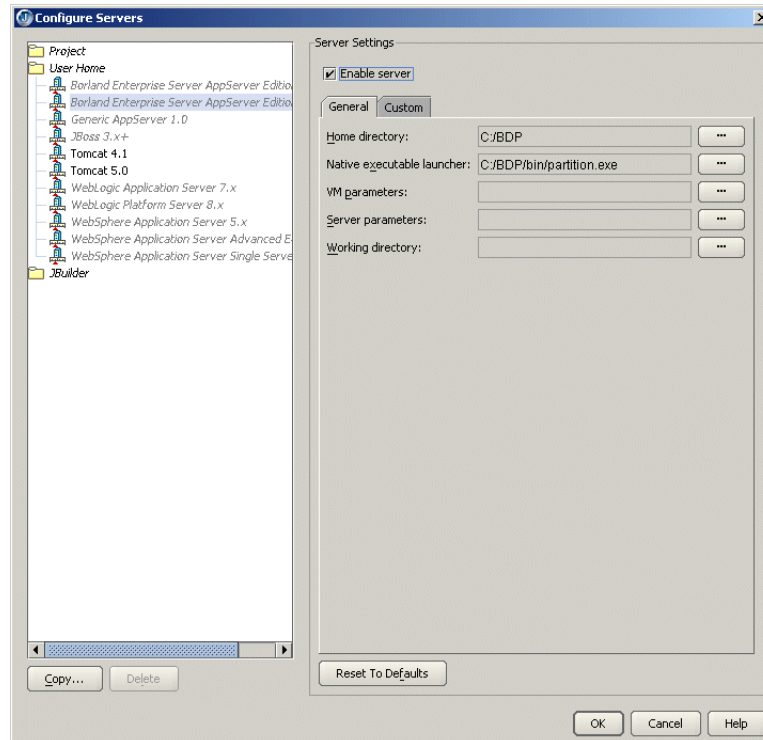 Configure Servers
Project
User Home
Borland Enterprise Server AppServer Editio
Borland Enterprise Server AppServer Editio
Generic AppServer 1.0
JBoss 3.x+
Tomcat 4.1
Tomcat 5.0
WebLogic Application Server 7.x
WebLogic Platform Server 8.x
WebSphere Application Server 5.x
WebSphere Application Server Advanced E
WebSphere Application Server Single Serve
JBuilder
Copy...
Delete
Server Settings
Enable server
General Custom
Home directory: C:/BDP ...
Native executable launcher: C:/BDP/bin/partition.exe ...
VM parameters: ...
Server parameters: ...
Working directory: ...
Reset To Defaults
OK Cancel Help